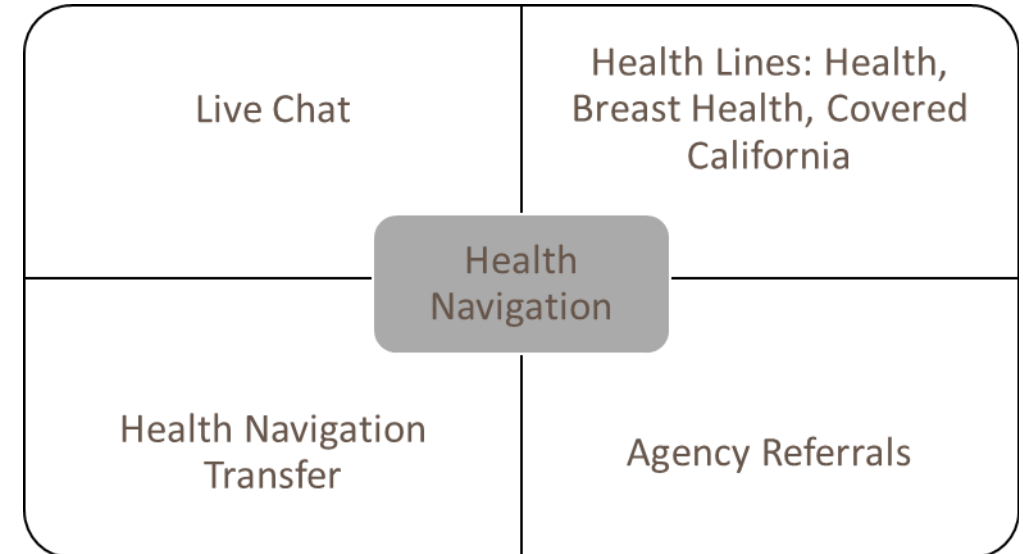 Live Chat
Health Lines: Health,
Breast Health, Covered
California
Health
Navigation
Health Navigation
Transfer
Agency Referrals